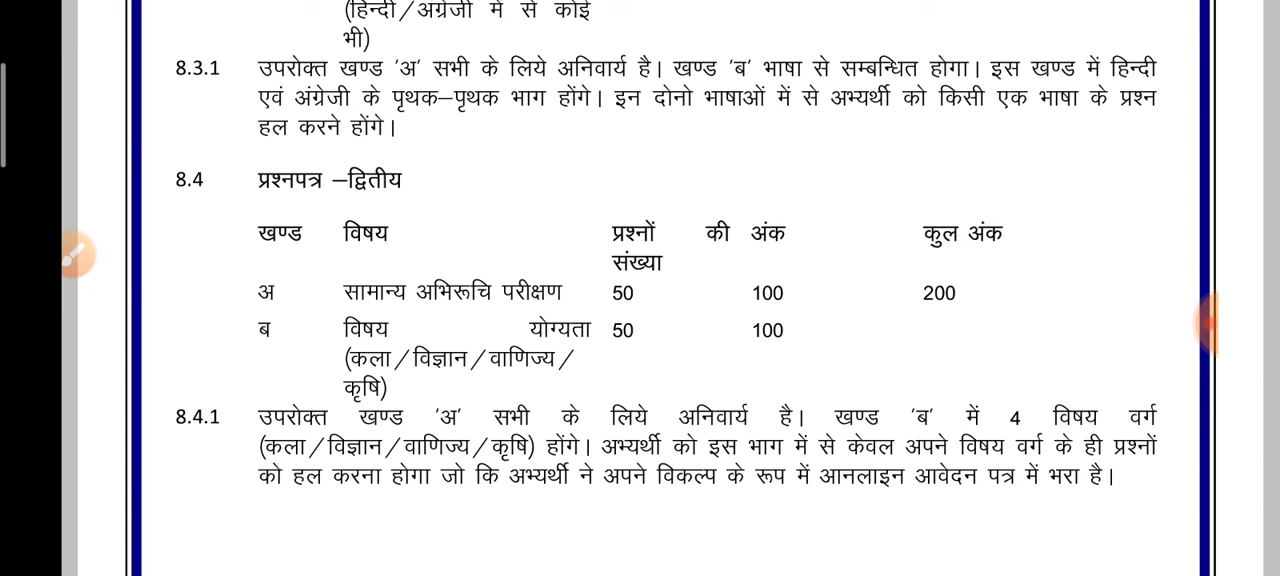 (हिन्दी/अंग्रेजी में से कोई
भी)
8.3.1 उपरोक्त खण्ड 'अ' सभी के लिये अनिवार्य है। खण्ड 'ब' भाषा से सम्बन्धित होगा। इस खण्ड में हिन्दी
एवं अंग्रेजी के पृथक–पृथक भाग होंगे। इन दोनो भाषाओं में से अभ्यर्थी को किसी एक भाषा के प्रश्न
हल करने होंगे।
8.4 प्रश्नपत्र –द्वितीय
खण्ड विषय प्रश्नों की अंक कुल अंक
संख्या
अ सामान्य अभिरूचि परीक्षण 50 100 200
ब विषय योग्यता 50 100
(कला/विज्ञान/वाणिज्य/
कृषि)
8.4.1 उपरोक्त खण्ड 'अ' सभी के लिये अनिवार्य है। खण्ड 'ब' में 4 विषय वर्ग
(कला/विज्ञान/वाणिज्य/कृषि) होंगे। अभ्यर्थी को इस भाग में से केवल अपने विषय वर्ग के ही प्रश्नों
को हल करना होगा जो कि अभ्यर्थी ने अपने विकल्प के रूप में आनलाइन आवेदन पत्र में भरा है।